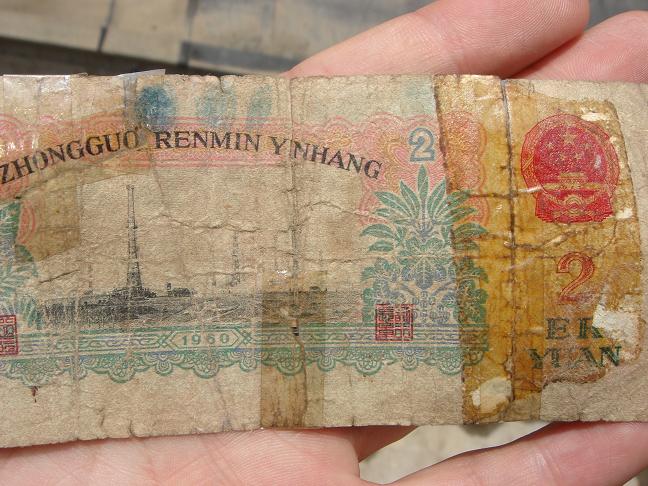 ZHONGGUO RENMIN YINHANG
2
1960
2
ER
YUAN